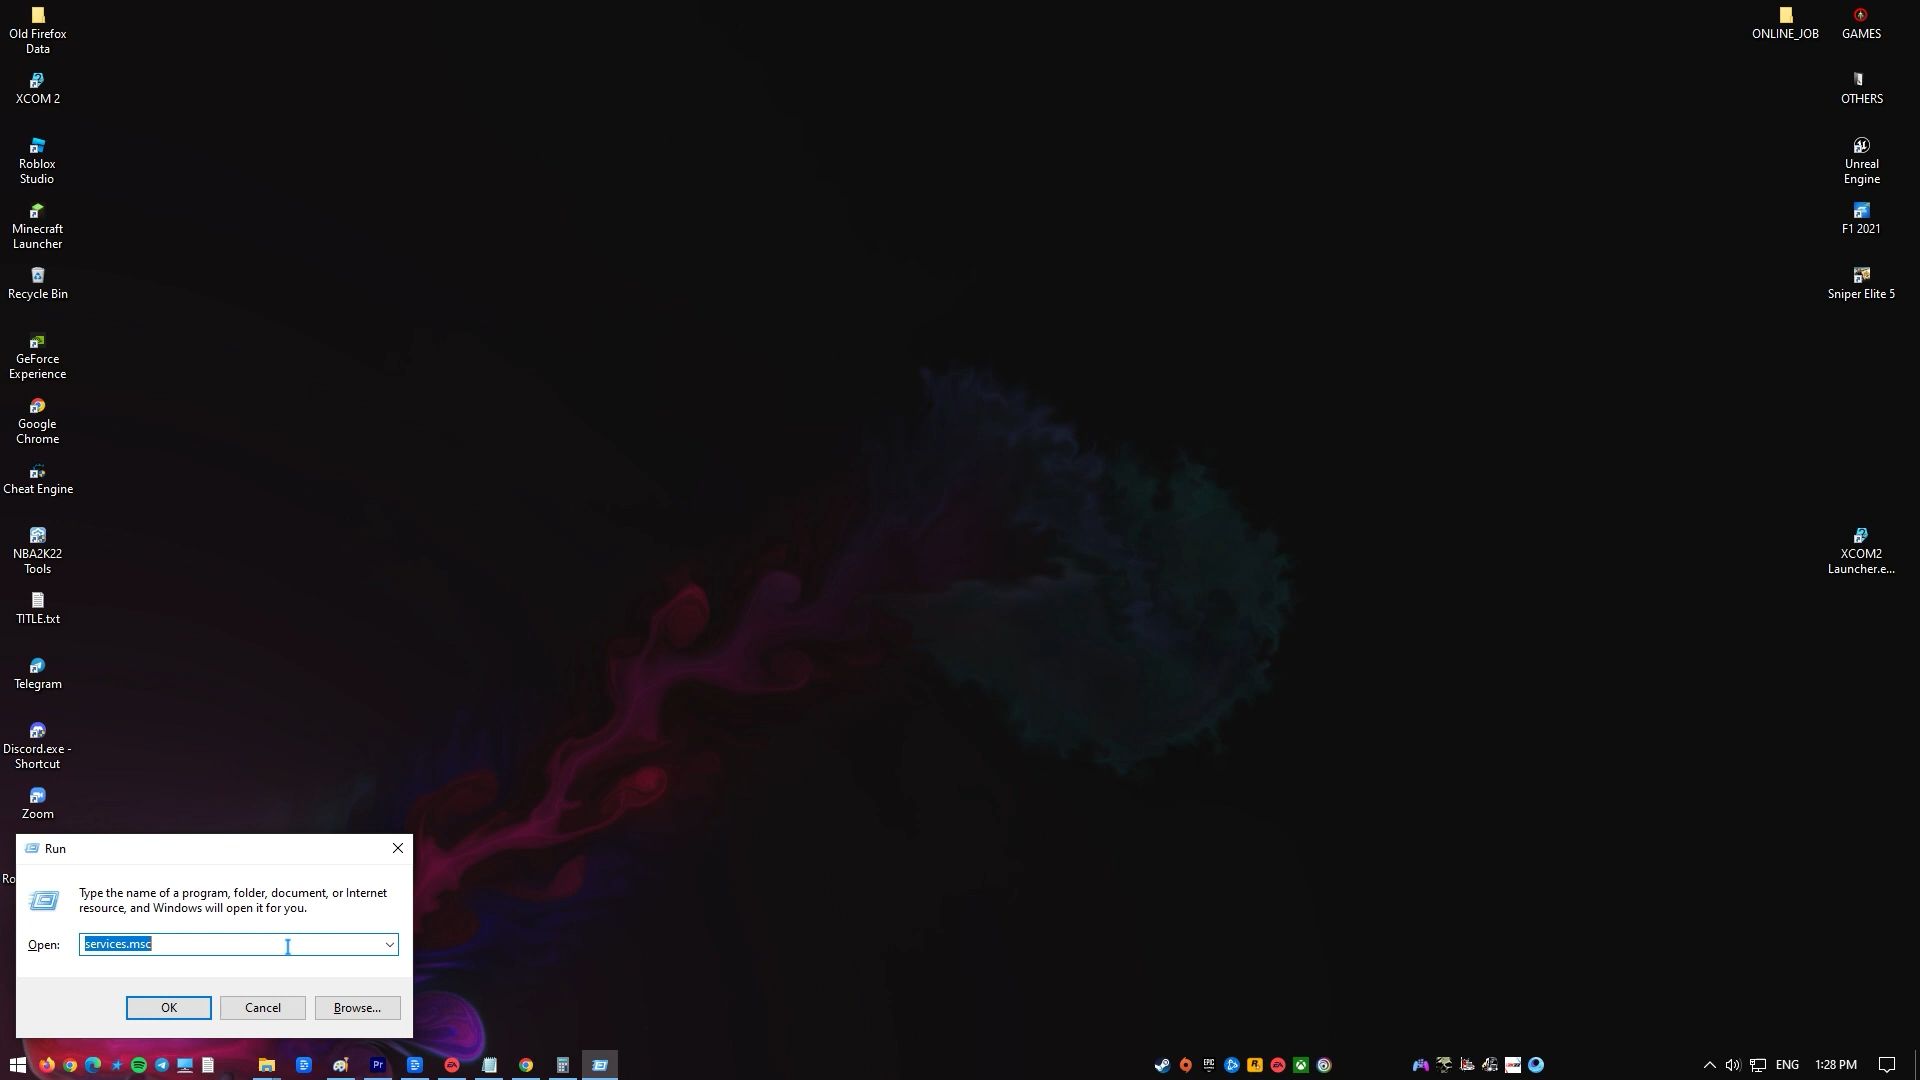 Old Firefox
Data
XCOM 2
Roblox
Studio
Minecraft
Launcher
Recycle Bin
GeForce
Experience
Google
Chrome
Cheat Engine
NBA2K22
Tools
TITLE.txt
Telegram
Discord.exe -
Shortcut
Zoom
Ro
ONLINE_JOB
GAMES
OTHERS
Unreal
Engine
F1 2021
Sniper Elite 5
XCOM2
Launcher.e...
Run
Type the name of a program, folder, document, or Internet
resource, and Windows will open it for you.
Open:
services.msc
OK
Cancel
Browse...
Pr
EPIC
ENG
1:28 PM